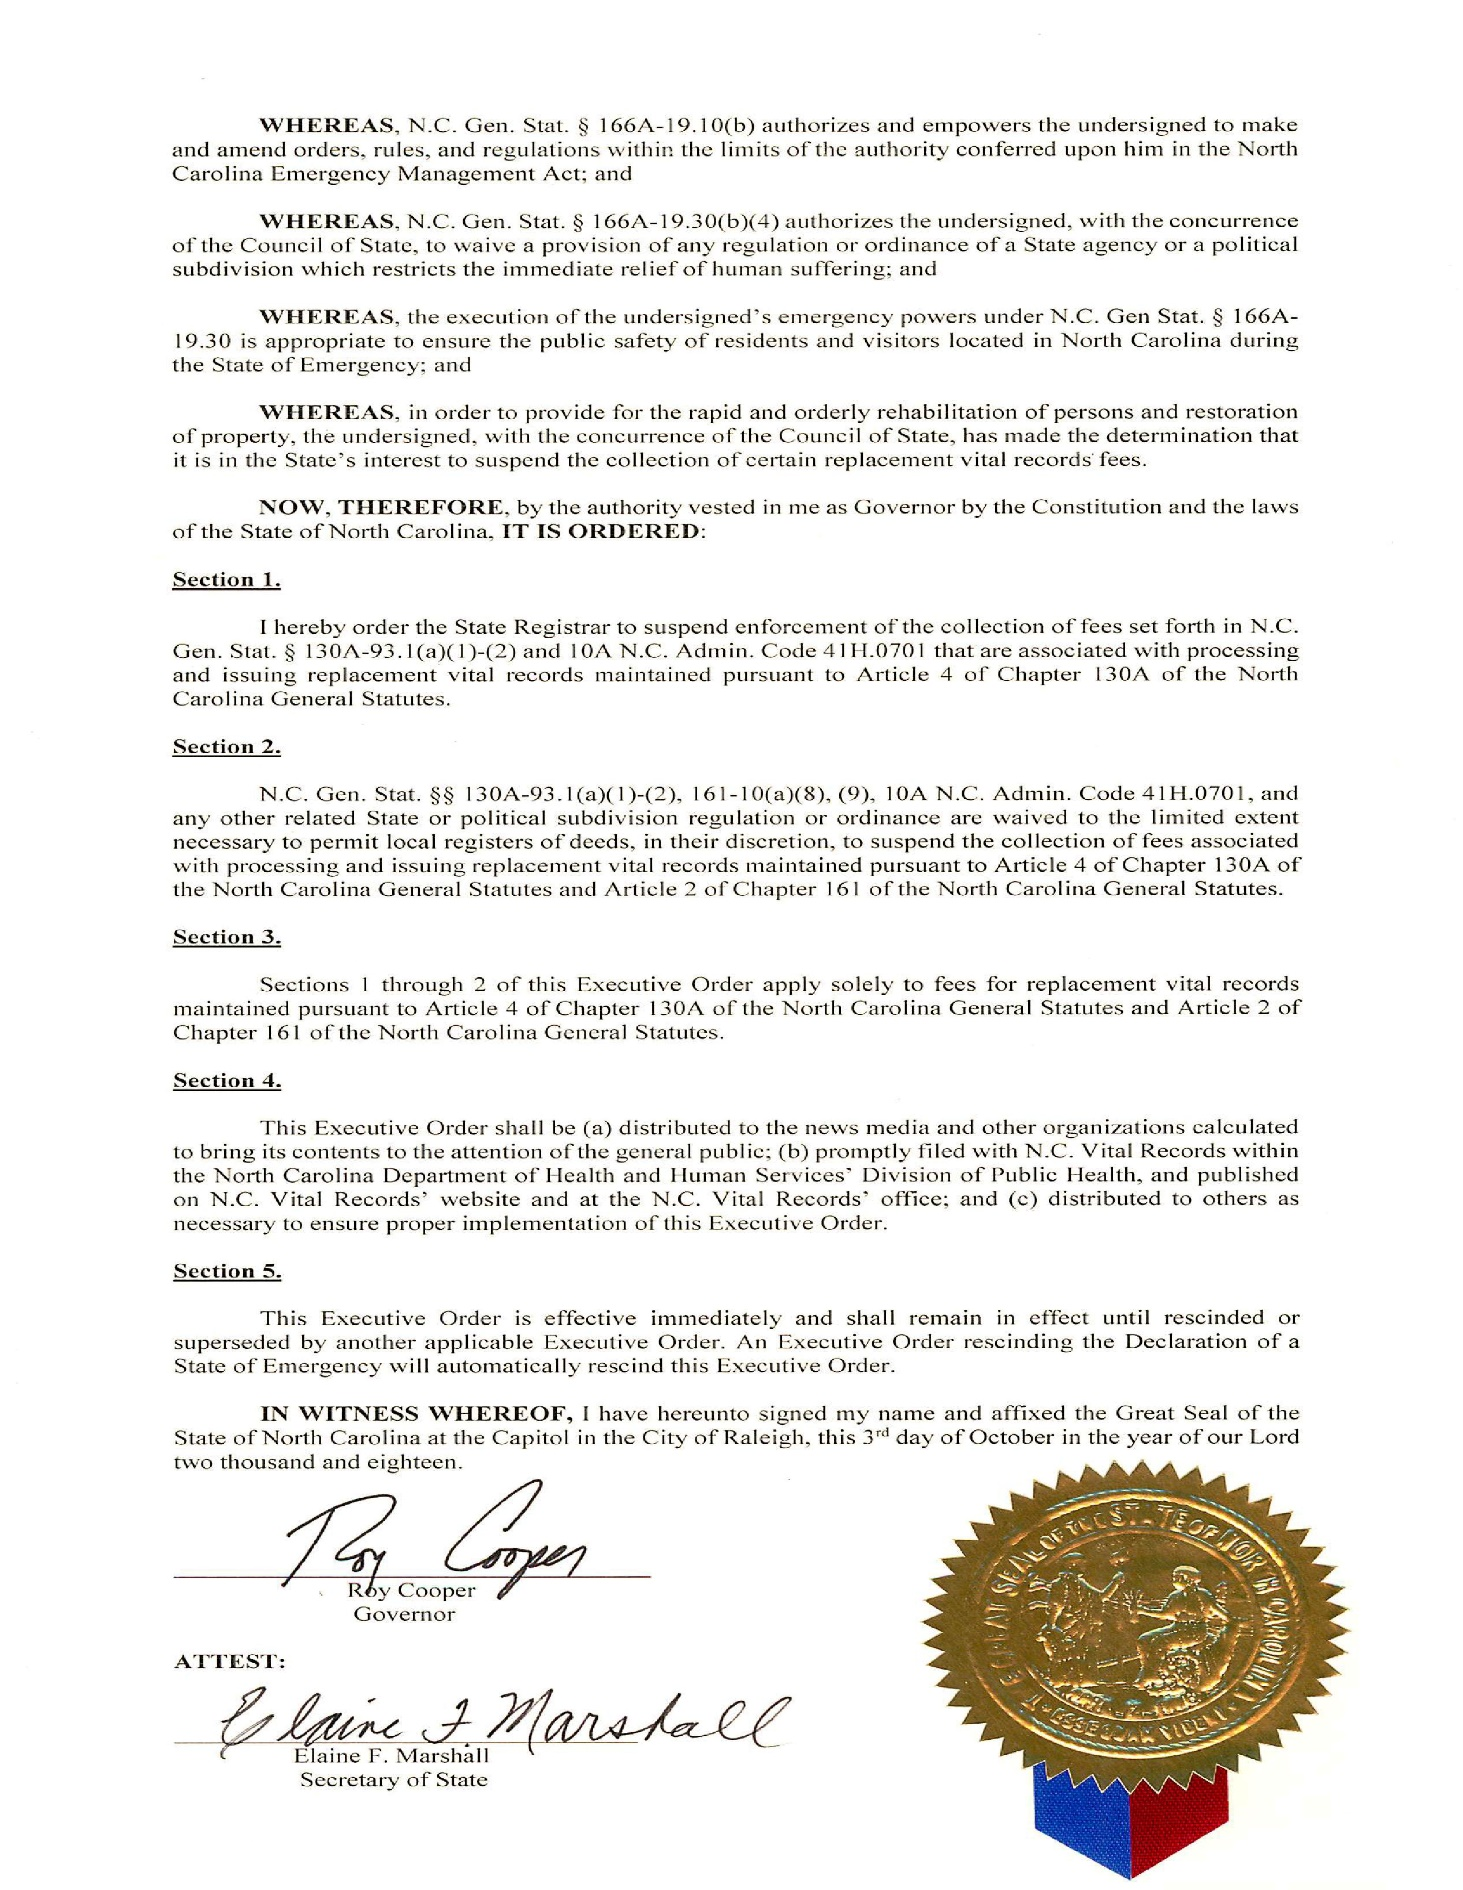 WHEREAS, N.C. Gen. Stat. § 166A-19.10(b) authorizes and empowers the undersigned to make
and amend orders, rules, and regulations within the limits of the authority conferred upon him in the North
Carolina Emergency Management Act; and
WHEREAS, N.C. Gen. Stat. § 166A-19.30(b)(4) authorizes the undersigned, with the concurrence
of the Council of State, to waive a provision of any regulation or ordinance of a State agency or a political
subdivision which restricts the immediate relief of human suffering; and
WHEREAS, the execution of the undersigned's emergency powers under N.C. Gen Stat. § 166A-
19.30 is appropriate to ensure the public safety of residents and visitors located in North Carolina during
the State of Emergency; and
WHEREAS, in order to provide for the rapid and orderly rehabilitation of persons and restoration
of property, the undersigned, with the concurrence of the Council of State, has made the determination that
it is in the State's interest to suspend the collection of certain replacement vital records fees.
NOW, THEREFORE, by the authority vested in me as Governor by the Constitution and the laws
of the State of North Carolina, IT IS ORDERED:
Section 1.
I hereby order the State Registrar to suspend enforcement of the collection of fees set forth in N.C.
Gen. Stat. § 130A-93.1(a)(1)-(2) and 10A N.C. Admin. Code 41H.0701 that are associated with processing
and issuing replacement vital records maintained pursuant to Article 4 of Chapter 130A of the North
Carolina General Statutes.
Section 2.
N.C. Gen. Stat. §§ 130A-93.1(a)(1)-(2), 161-10(a)(8), (9), 10A N.C. Admin. Code 41H.0701, and
any other related State or political subdivision regulation or ordinance are waived to the limited extent
necessary to permit local registers of deeds, in their discretion, to suspend the collection of fees associated
with processing and issuing replacement vital records maintained pursuant to Article 4 of Chapter 130A of
the North Carolina General Statutes and Article 2 of Chapter 161 of the North Carolina General Statutes.
Section 3.
Sections 1 through 2 of this Executive Order apply solely to fees for replacement vital records
maintained pursuant to Article 4 of Chapter 130A of the North Carolina General Statutes and Article 2 of
Chapter 161 of the North Carolina General Statutes.
Section 4.
This Executive Order shall be (a) distributed to the news media and other organizations calculated
to bring its contents to the attention of the general public; (b) promptly filed with N.C. Vital Records within
the North Carolina Department of Health and Human Services' Division of Public Health, and published
on N.C. Vital Records' website and at the N.C. Vital Records' office; and (c) distributed to others as
necessary to ensure proper implementation of this Executive Order.
Section 5.
This Executive Order is effective immediately and shall remain in effect until rescinded or
superseded by another applicable Executive Order. An Executive Order rescinding the Declaration of a
State of Emergency will automatically rescind this Executive Order.
IN WITNESS WHEREOF, I have hereunto signed my name and affixed the Great Seal of the
State of North Carolina at the Capitol in the City of Raleigh, this 3rd day of October in the year of our Lord
two thousand and eighteen.
Roy Cooper
Roy Cooper
Governor
ATTEST:
Elaine F. Marshall
Elaine F. Marshall
Secretary of State
GREAT SEAL OF THE STATE OF NORTH CAROLINA